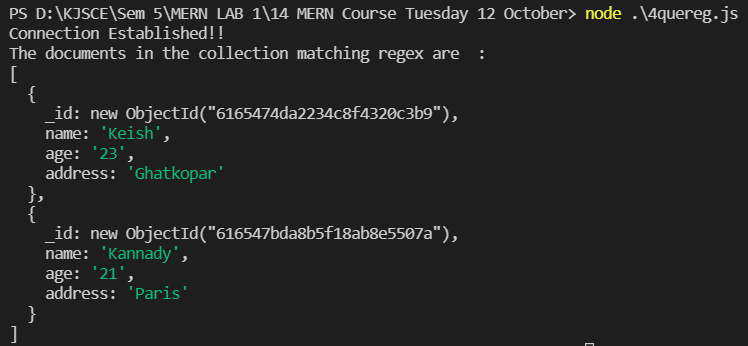 PS D:\KJSCE\Sem 5\MERN LAB 1\14 MERN Course Tuesday 12 October> node .\4quereg.js
Connection Established!!
The documents in the collection matching regex are  :
[
  {
    _id: new ObjectId("6165474da2234c8f4320c3b9"),
    name: 'Keish',
    age: '23',
    address: 'Ghatkopar'
  },
  {
    _id: new ObjectId("616547bda8b5f18ab8e5507a"),
    name: 'Kannady',
    age: '21',
    address: 'Paris'
  }
]